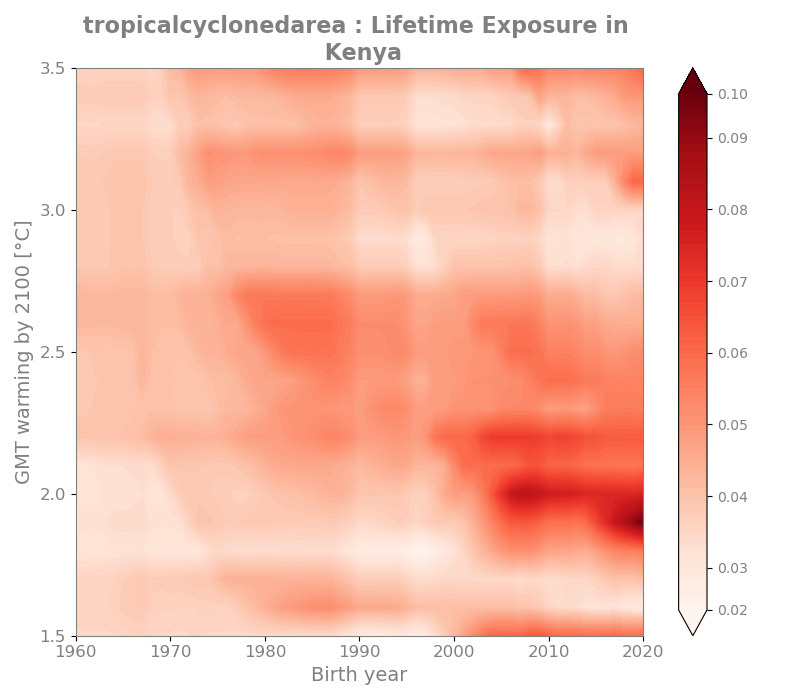 tropicalcyclonedarea : Lifetime Exposure in
Kenya
GMT warming by 2100 [°C]
3.5
3.0
2.5
2.0
1.5
1960 1970 1980 1990 2000 2010 2020
Birth year
0.10
0.09
0.08
0.07
0.06
0.05
0.04
0.03
0.02